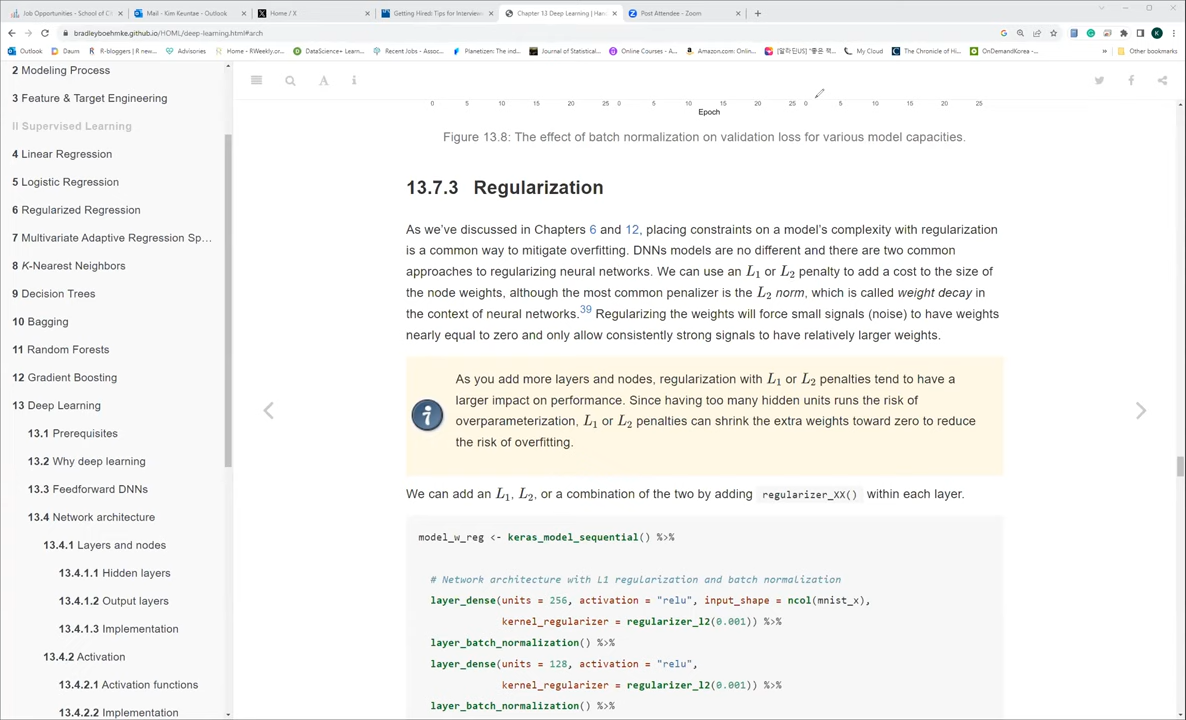 Job Opportunities - School of C
Mail - Kim Keuntae - Outlook
Home / X
Getting Hired: Tips for Interview
Chapter 13 Deep Learning | Han
Post Attendee - Zoom
bradleyboehmke.github.io/HOML/deep-learning.html#arch
Outlook
Daum
R-bloggers | R new...
Advisories
Home - RWeekly.or...
DataScience+ Learn...
Recent Jobs - Assoc...
Planetizen: The ind...
Journal of Statistical...
Online Courses - A...
Amazon.com: Onlin...
My Cloud
The Chronicle of Hi...
OnDemandKorea -...
Other bookmarks
2 Modeling Process
3 Feature & Target Engineering
II Supervised Learning
4 Linear Regression
5 Logistic Regression
6 Regularized Regression
7 Multivariate Adaptive Regression Sp...
8 K-Nearest Neighbors
9 Decision Trees
10 Bagging
11 Random Forests
12 Gradient Boosting
13 Deep Learning
13.1 Prerequisites
13.2 Why deep learning
13.3 Feedforward DNNs
13.4 Network architecture
13.4.1 Layers and nodes
13.4.1.1 Hidden layers
13.4.1.2 Output layers
13.4.1.3 Implementation
13.4.2 Activation
13.4.2.1 Activation functions
13.4.2.2 Implementation
0 5 10 15 20 25 0 5 10 15 20 25 0 5 10 15 20 25
Epoch
Figure 13.8: The effect of batch normalization on validation loss for various model capacities.
13.7.3 Regularization
As we've discussed in Chapters 6 and 12, placing constraints on a model's complexity with regularization
is a common way to mitigate overfitting. DNNs models are no different and there are two common
approaches to regularizing neural networks. We can use an L1 or L2 penalty to add a cost to the size of
the node weights, although the most common penalizer is the L2 norm, which is called weight decay in
the context of neural networks.39 Regularizing the weights will force small signals (noise) to have weights
nearly equal to zero and only allow consistently strong signals to have relatively larger weights.
As you add more layers and nodes, regularization with L1 or L2 penalties tend to have a
larger impact on performance. Since having too many hidden units runs the risk of
overparameterization, L1 or L2 penalties can shrink the extra weights toward zero to reduce
the risk of overfitting.
We can add an L1, L2, or a combination of the two by adding regularizer_XX() within each layer.
model_w_reg <- keras_model_sequential() %>%
# Network architecture with L1 regularization and batch normalization
layer_dense(units = 256, activation = "relu", input_shape = ncol(mnist_x),
kernel_regularizer = regularizer_l2(0.001)) %>%
layer_batch_normalization() %>%
layer_dense(units = 128, activation = "relu",
kernel_regularizer = regularizer_l2(0.001)) %>%
layer_batch_normalization() %>%